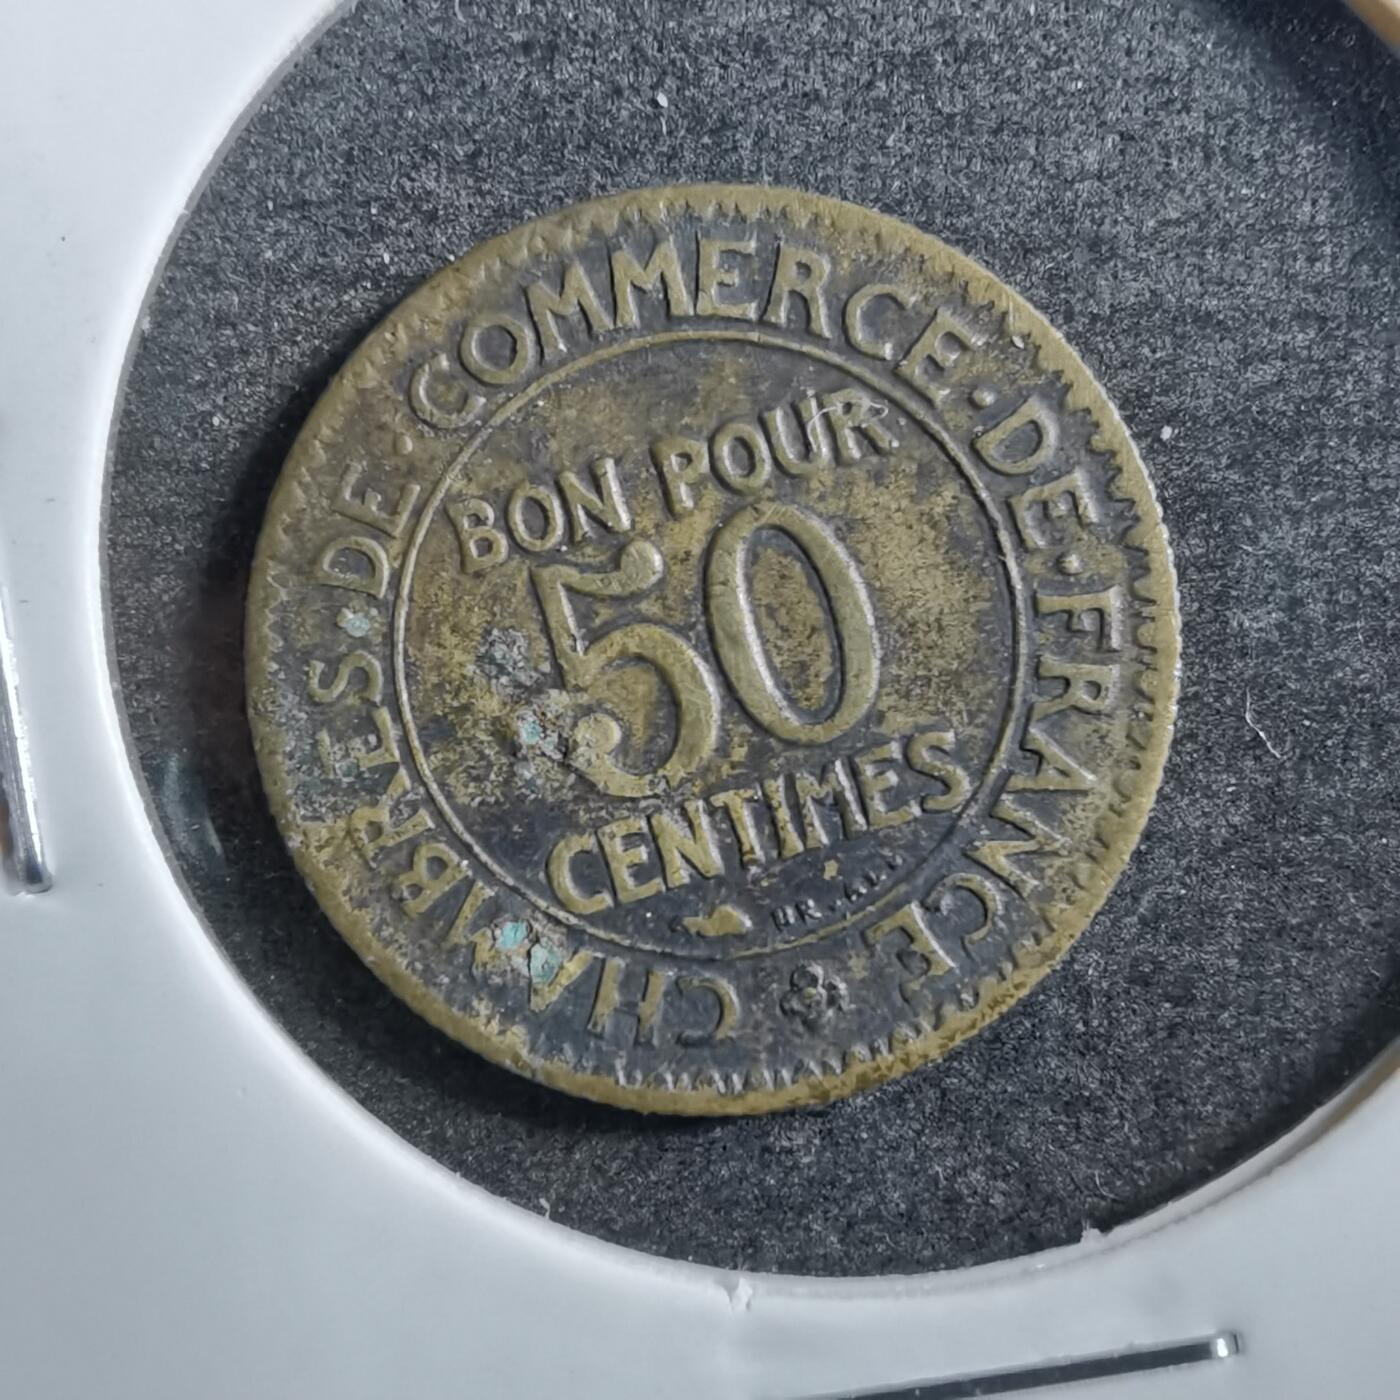 CHAMBRES · DE · COMMERCE · DE · FRANCE
BON POUR
50
CENTIMES